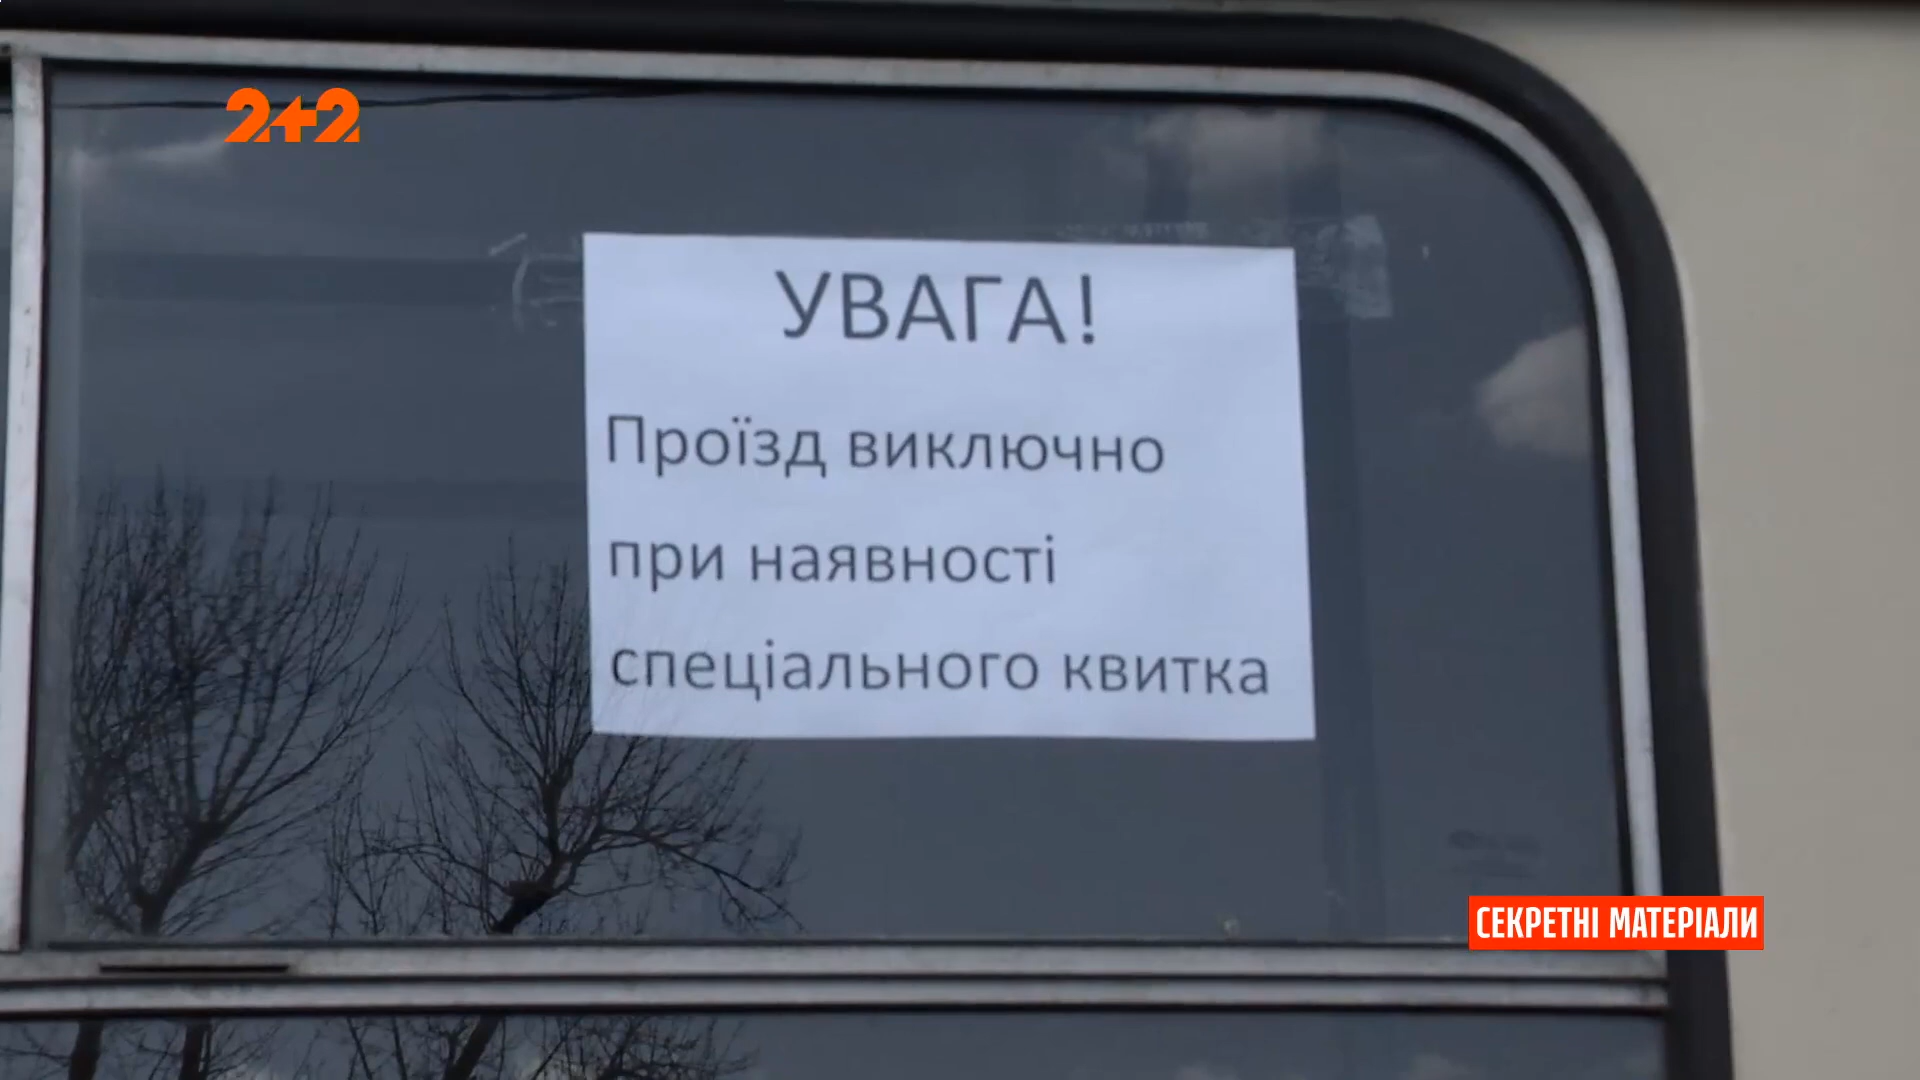 2+2
УВАГА!
Проїзд виключно
при наявності
спеціального квитка
СЕКРЕТНІ МАТЕРІАЛИ